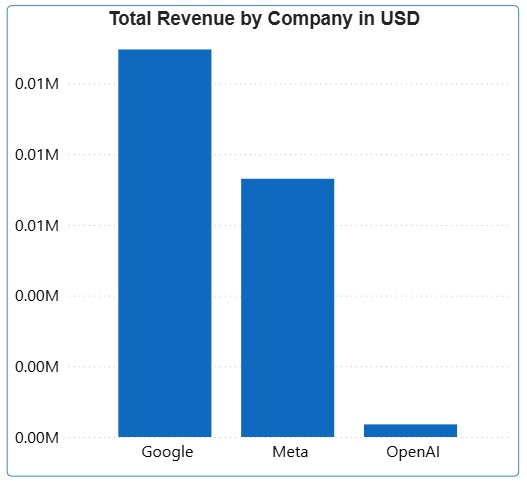 Total Revenue by Company in USD
0.01M
0.01M
0.01M
0.00M
0.00M
0.00M
Google Meta OpenAI